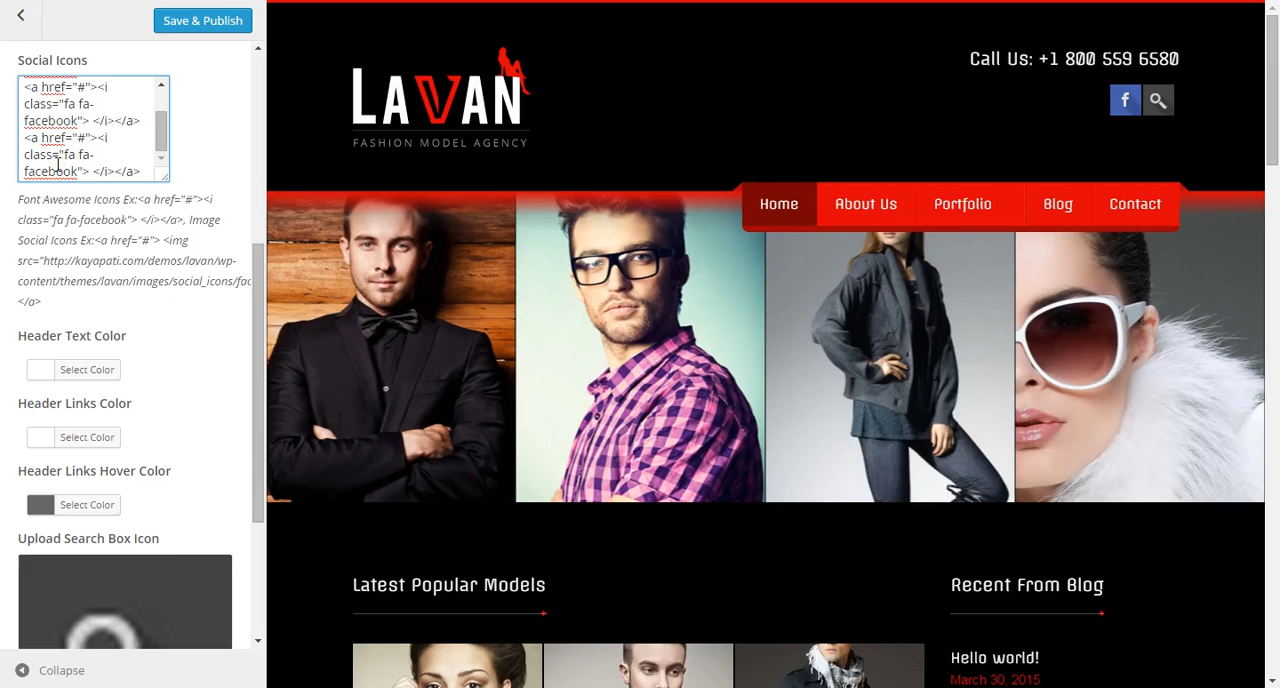 Save & Publish
Social Icons
<a href="#"><i
class="fa fa-
facebook"> </i></a>
<a href="#"><i
class="fa fa-
facebook"> </i></a>
Font Awesome Icons Ex:<a href="#"><i
class="fa fa-facebook"> </i></a>, Image
Social Icons Ex:<a href="#"> <img
src="http://kayapati.com/demos/lavan/wp-
content/themes/lavan/images/social_icons/fac
</a>
Header Text Color
Select Color
Header Links Color
Select Color
Header Links Hover Color
Select Color
Upload Search Box Icon
Collapse
LAVAN
FASHION MODEL AGENCY
Call Us: +1 800 559 6580
f
Home
About Us
Portfolio
Blog
Contact
Latest Popular Models
Recent From Blog
Hello world!
March 30, 2015